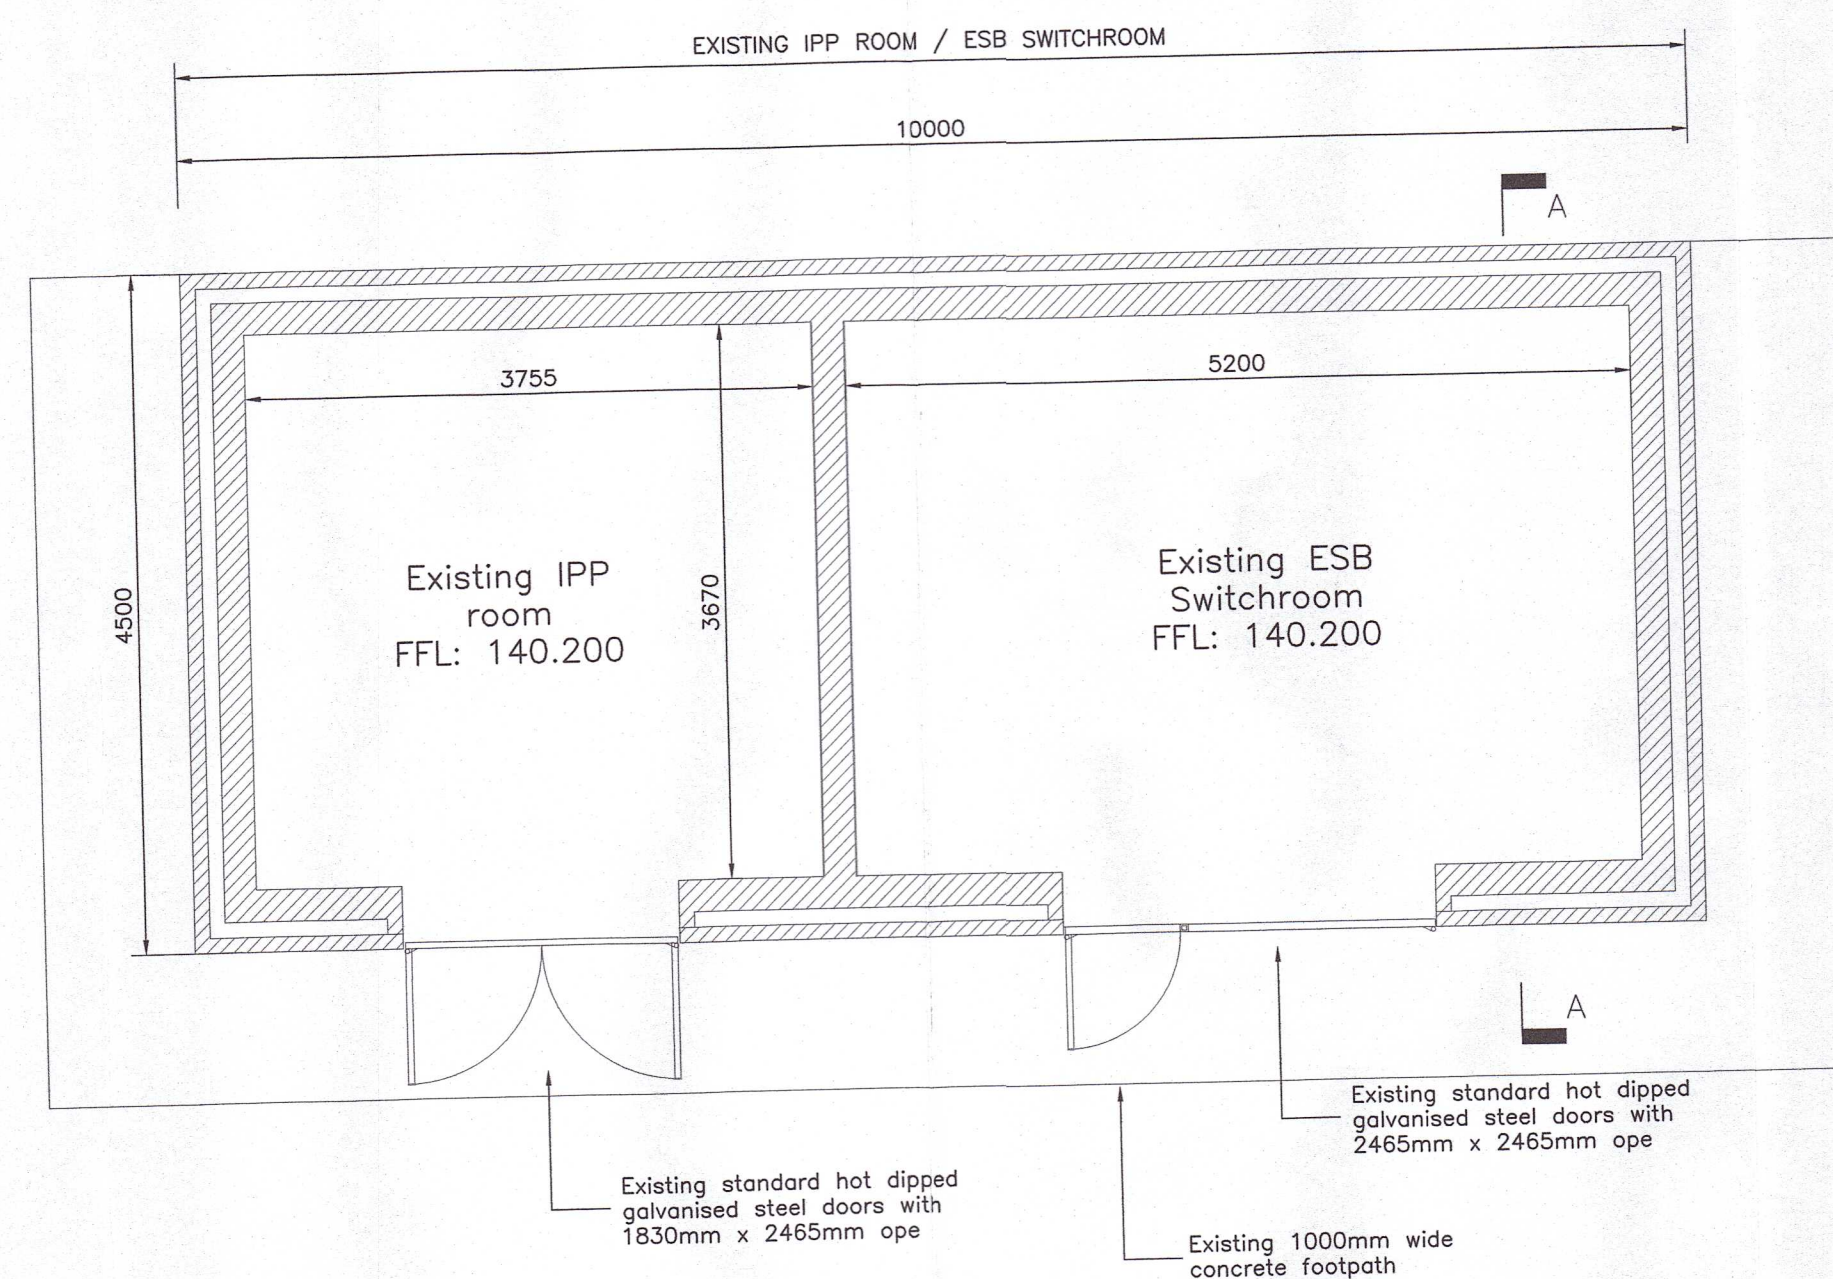 EXISTING IPP ROOM / ESB SWITCHROOM
10000
A
3755
5200
4500
Existing IPP
room
FFL: 140.200
3670
Existing ESB
Switchroom
FFL: 140.200
A
Existing standard hot dipped
galvanised steel doors with
2465mm x 2465mm ope
Existing standard hot dipped
galvanised steel doors with
1830mm x 2465mm ope
Existing 1000mm wide
concrete footpath